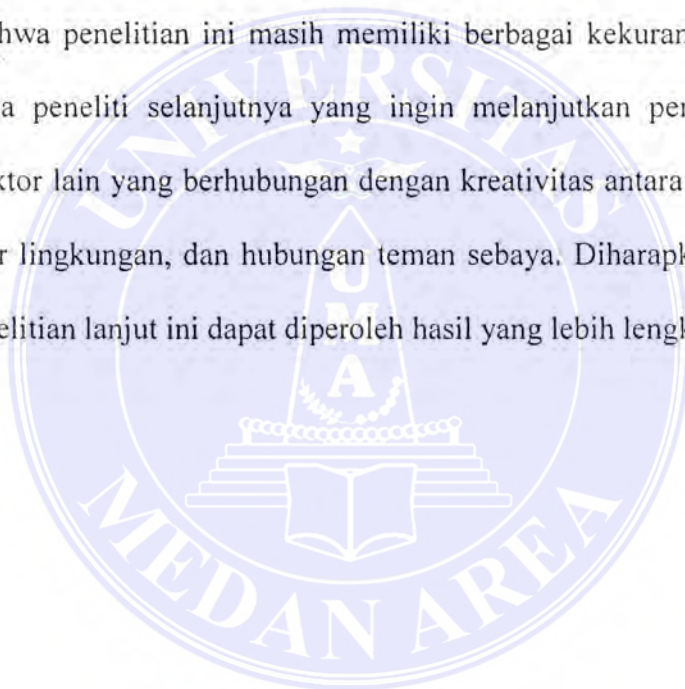 hwa penelitian ini masih memiliki berbagai kekuran
a peneliti selanjutnya yang ingin melanjutkan per
ktor lain yang berhubungan dengan kreativitas antara
r lingkungan, dan hubungan teman sebaya. Diharapk
elitian lanjut ini dapat diperoleh hasil yang lebih lengk
UNIVERSITAS
UMA
MEDAN AREA